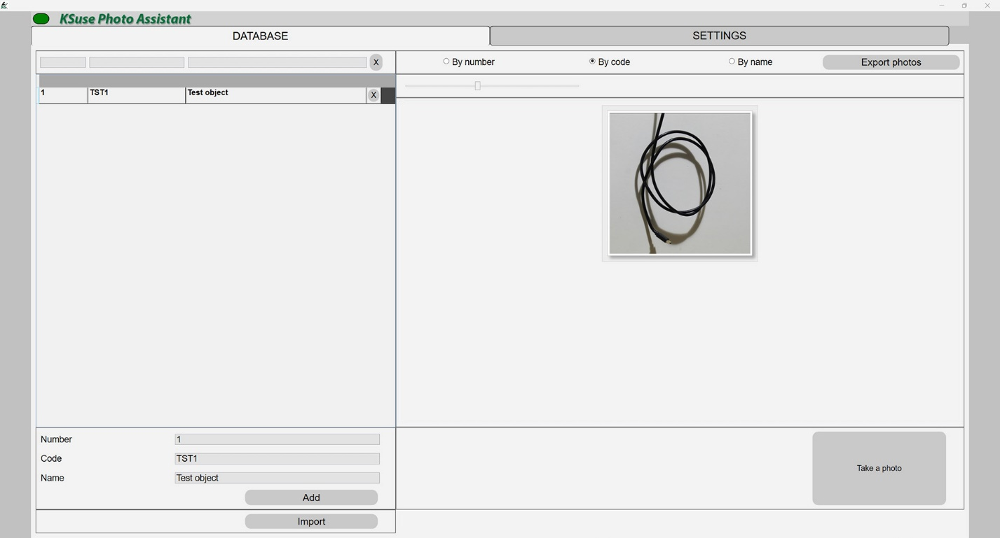 KSuse Photo Assistant
DATABASE
SETTINGS
X
By number
By code
By name
Export photos
1
TST1
Test object
X
Number
1
Code
TST1
Name
Test object
Add
Import
Take a photo